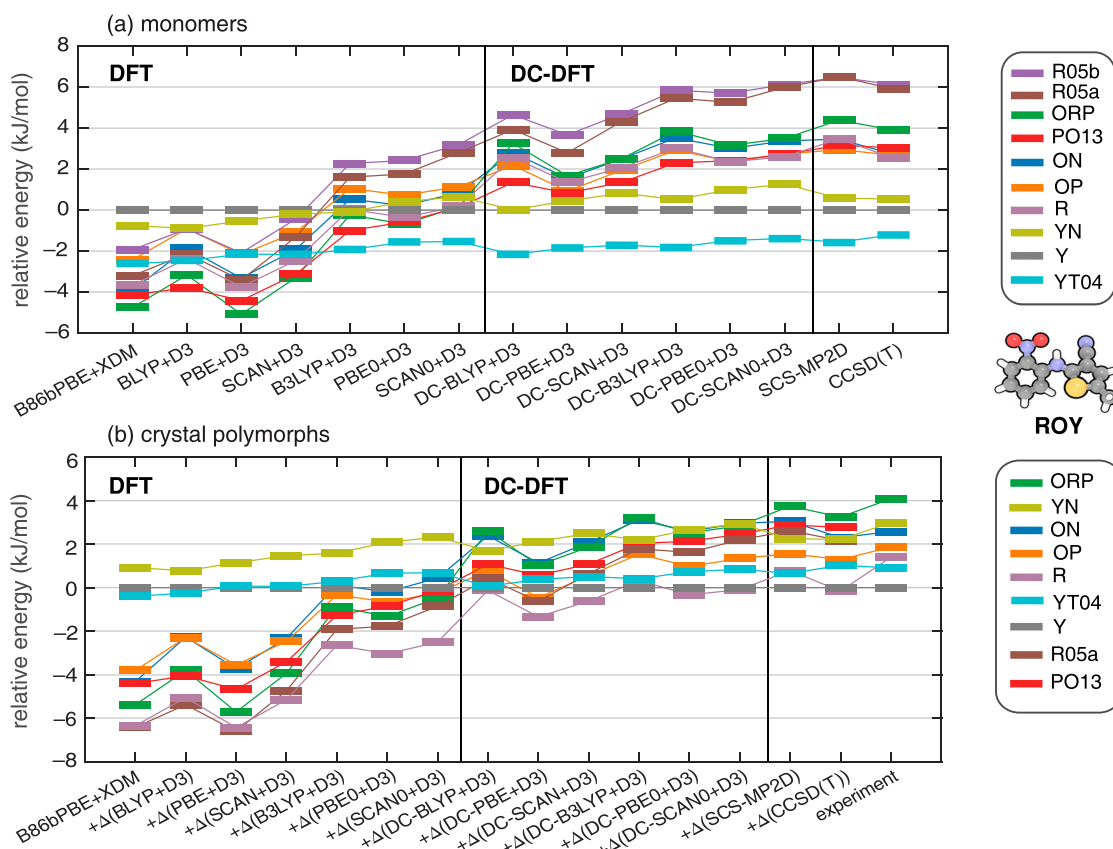 (a) monomers
8
6
4
2
0
−2
−4
−6
relative energy (kJ/mol)
DFT
DC-DFT
B86bPBE+XDM
BLYP+D3
PBE+D3
SCAN+D3
B3LYP+D3
PBE0+D3
SCAN0+D3
DC-BLYP+D3
DC-PBE+D3
DC-SCAN+D3
DC-B3LYP+D3
DC-PBE0+D3
DC-SCAN0+D3
SCS-MP2D
CCSD(T)
R05b
R05a
ORP
PO13
ON
OP
R
YN
Y
YT04
ROY
(b) crystal polymorphs
6
4
2
0
−2
−4
−6
−8
relative energy (kJ/mol)
DFT
DC-DFT
B86bPBE+XDM
+Δ(BLYP+D3)
+Δ(PBE+D3)
+Δ(SCAN+D3)
+Δ(B3LYP+D3)
+Δ(PBE0+D3)
+Δ(SCAN0+D3)
+Δ(DC-BLYP+D3)
+Δ(DC-PBE+D3)
+Δ(DC-SCAN+D3)
+Δ(DC-B3LYP+D3)
+Δ(DC-PBE0+D3)
+Δ(DC-SCAN0+D3)
+Δ(SCS-MP2D)
+Δ(CCSD(T))
experiment
ORP
YN
ON
OP
R
YT04
Y
R05a
PO13